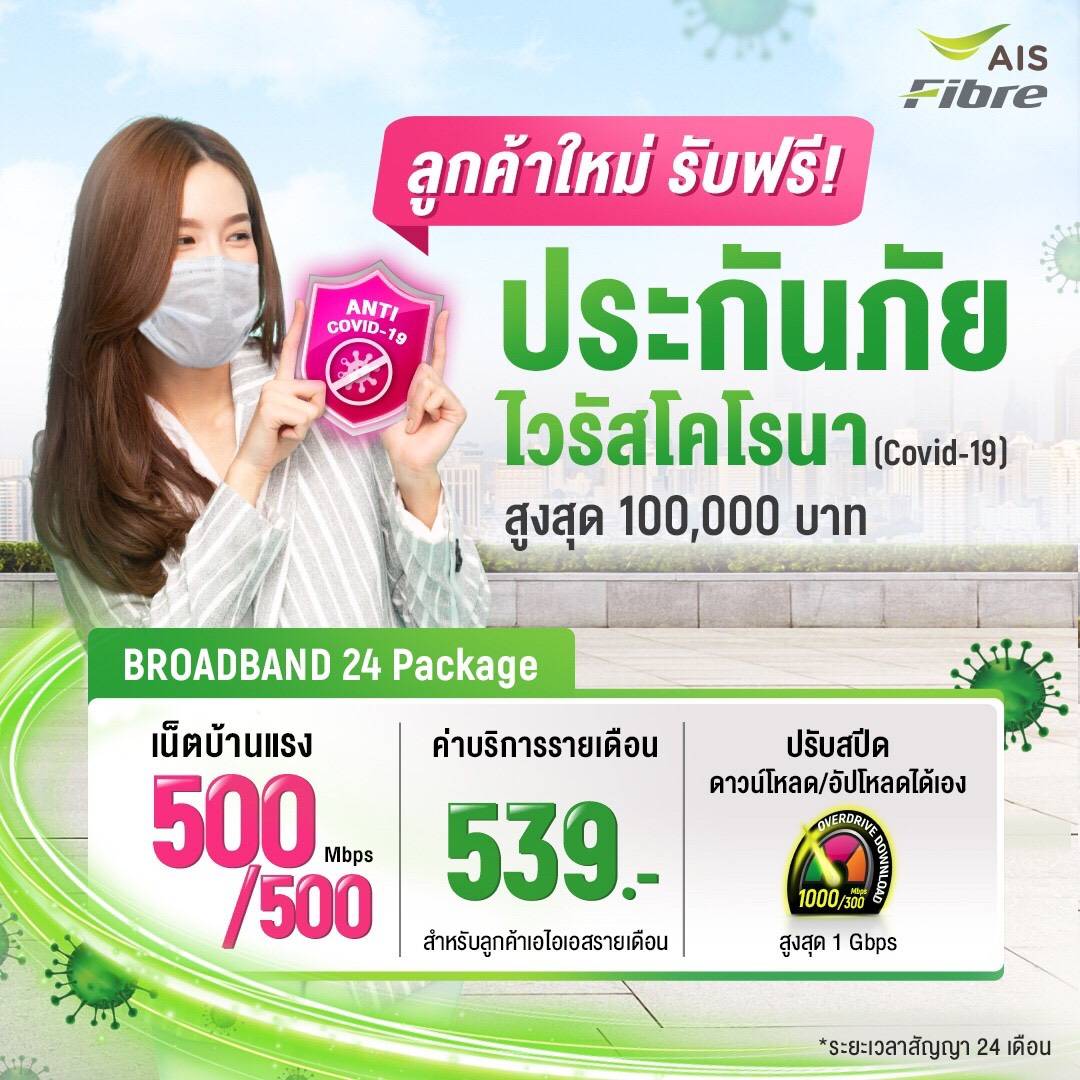 AIS
Fibre
ลูกค้าใหม่ รับฟรี!
ANTI
COVID-19
ประกันภัย
ไวรัสโคโรนา (Covid-19)
สูงสุด 100,000 บาท
BROADBAND 24 Package
เน็ตบ้านแรง
500
Mbps
/500
ค่าบริการรายเดือน
539.-
สำหรับลูกค้าเอไอเอสรายเดือน
ปรับสปีด
ดาวน์โหลด/อัปโหลดได้เอง
OVERDRIVE DOWNLOAD
Mbps
1000/300
สูงสุด 1 Gbps
*ระยะเวลาสัญญา 24 เดือน